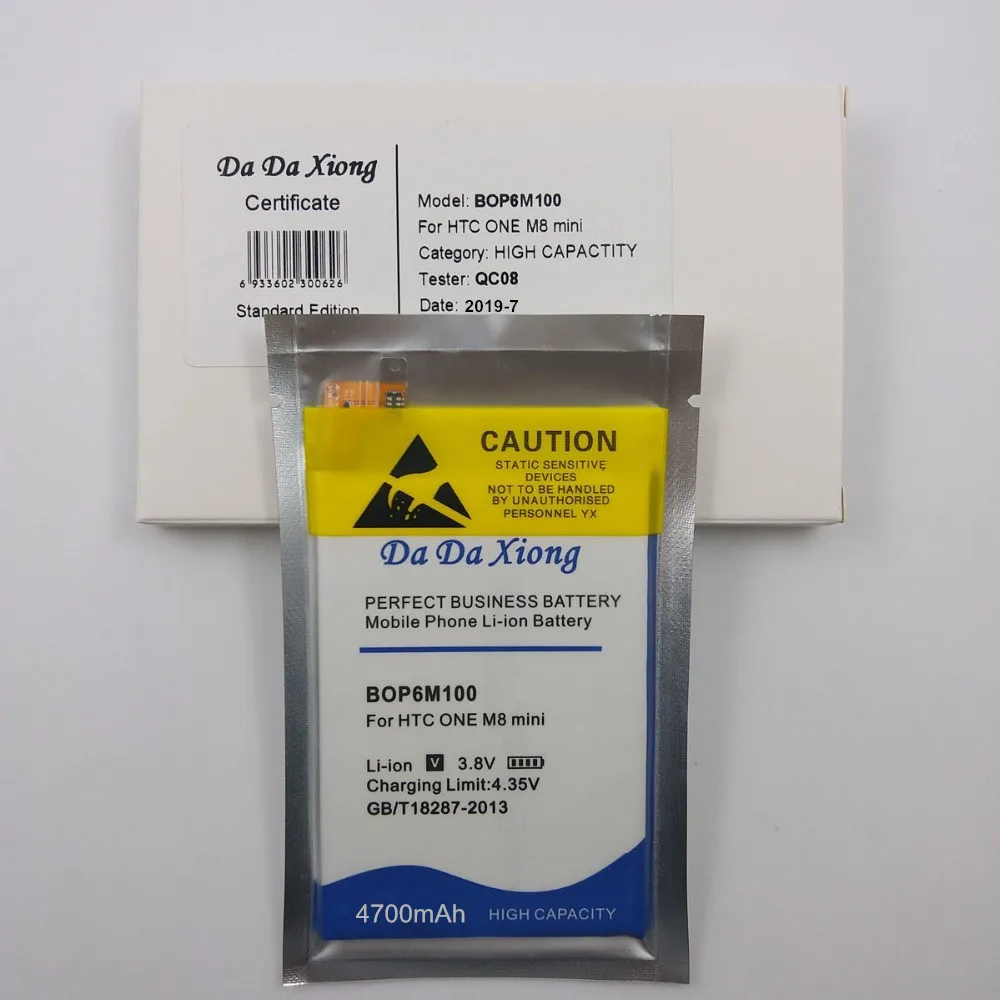 Da Da Xiong
Certificate
6 933602 300626
Standard Edition
Model: BOP6M100
For HTC ONE M8 mini
Category: HIGH CAPACTITY
Tester: QC08
Date: 2019-7
CAUTION
STATIC SENSITIVE
DEVICES
NOT TO BE HANDLED
BY UNAUTHORISED
PERSONNEL YX
Da Da Xiong
PERFECT BUSINESS BATTERY
Mobile Phone Li-ion Battery
BOP6M100
For HTC ONE M8 mini
Li-ion V 3.8V
Charging Limit:4.35V
GB/T18287-2013
4700mAh HIGH CAPACITY